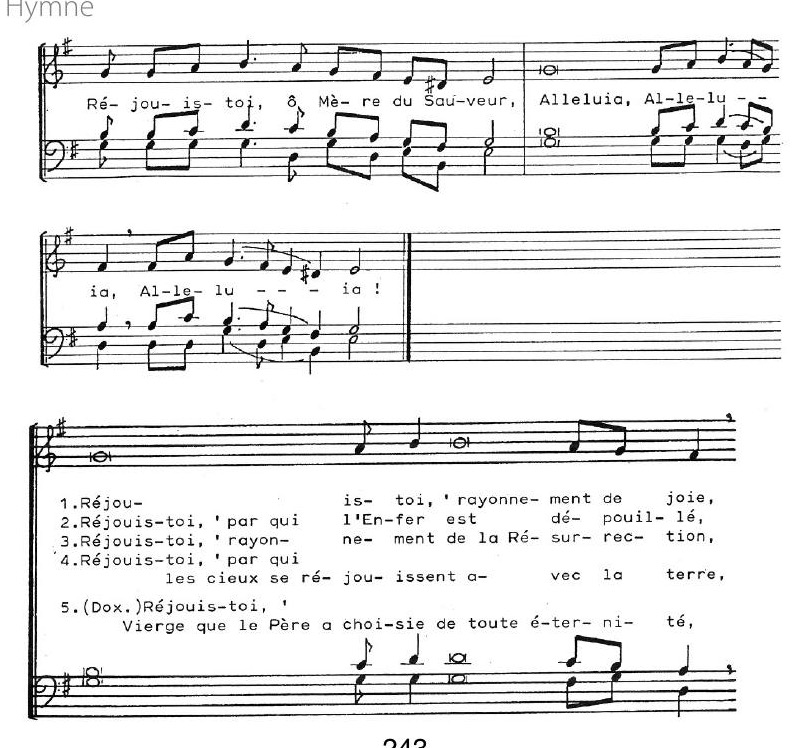 Hymne
Ré- jou- is- toi, ô Mè- re du Sau-veur, Alleluia, Al-le-lu - -
ia, Al-le- lu - - - ia !
1.Réjou- is- toi, ' rayonne- ment de joie,
2.Réjouis-toi, ' par qui l'En-fer est dé- pouil- lé,
3.Réjouis-toi, ' rayon- ne- ment de la Ré- sur- rec- tion,
4.Réjouis-toi, ' par qui
les cieux se ré- jou- issent a- vec la terre,
5.(Dox.)Réjouis-toi, '
Vierge que le Père a choi-sie de toute é-ter- ni- té,
243